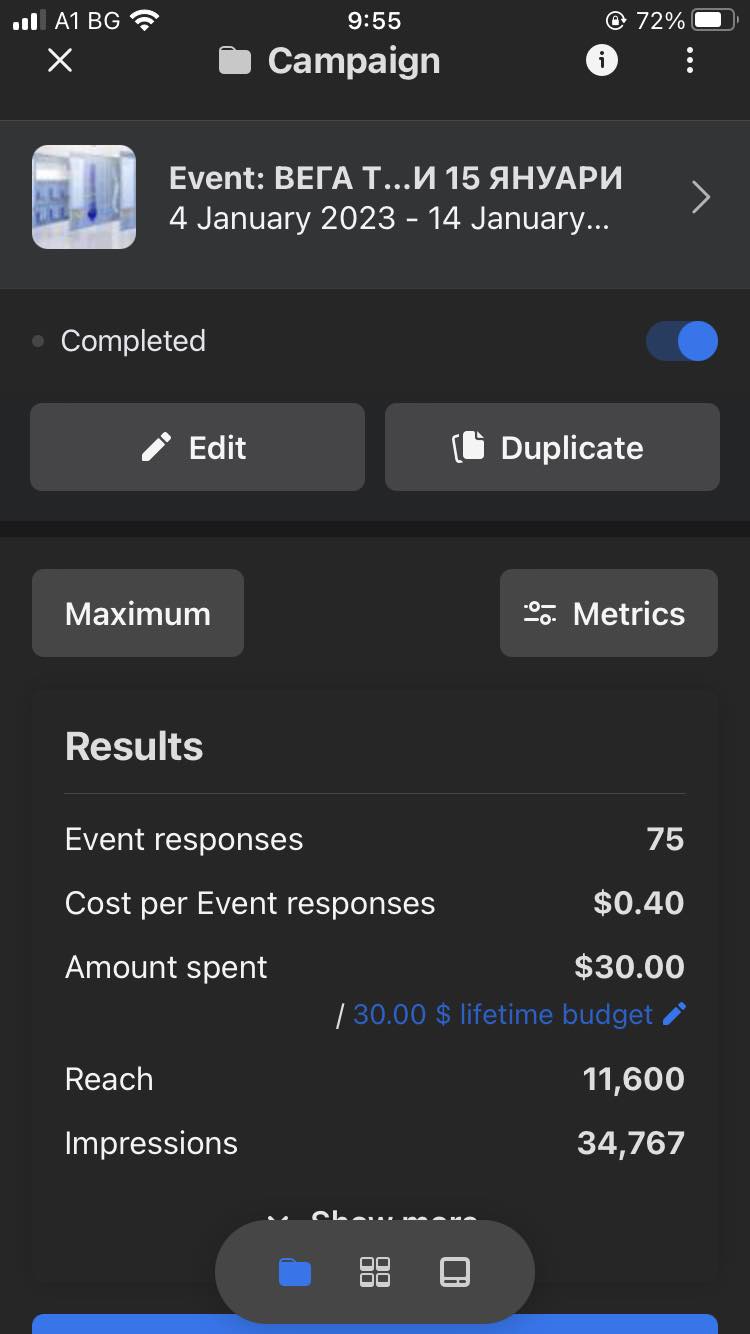 A1 BG 9:55 72%
Campaign
Event: ВЕГА Т...И 15 ЯНУАРИ
4 January 2023 - 14 January...
Completed
Edit Duplicate
Maximum Metrics
Results
Event responses 75
Cost per Event responses $0.40
Amount spent $30.00
/ 30.00 $ lifetime budget
Reach 11,600
Impressions 34,767
Show more